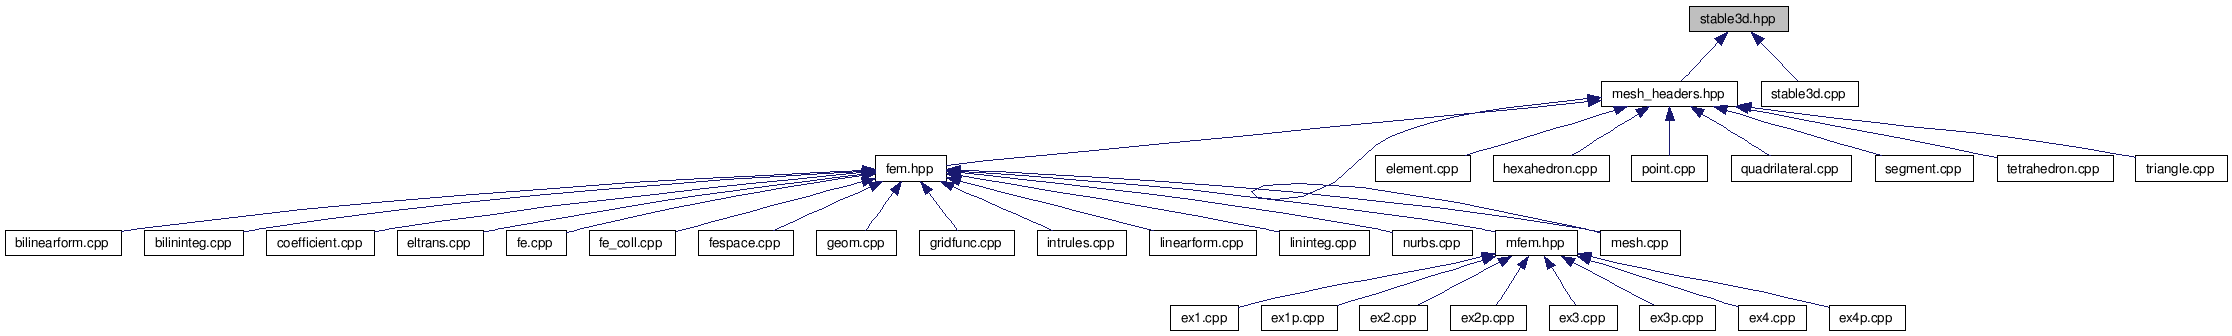 stable3d.hpp
mesh_headers.hpp
stable3d.cpp
fem.hpp
element.cpp
hexahedron.cpp
point.cpp
quadrilateral.cpp
segment.cpp
tetrahedron.cpp
triangle.cpp
bilinearform.cpp
bilininteg.cpp
coefficient.cpp
eltrans.cpp
fe.cpp
fe_coll.cpp
fespace.cpp
geom.cpp
gridfunc.cpp
intrules.cpp
linearform.cpp
lininteg.cpp
nurbs.cpp
mfem.hpp
mesh.cpp
ex1.cpp
ex1p.cpp
ex2.cpp
ex2p.cpp
ex3.cpp
ex3p.cpp
ex4.cpp
ex4p.cpp